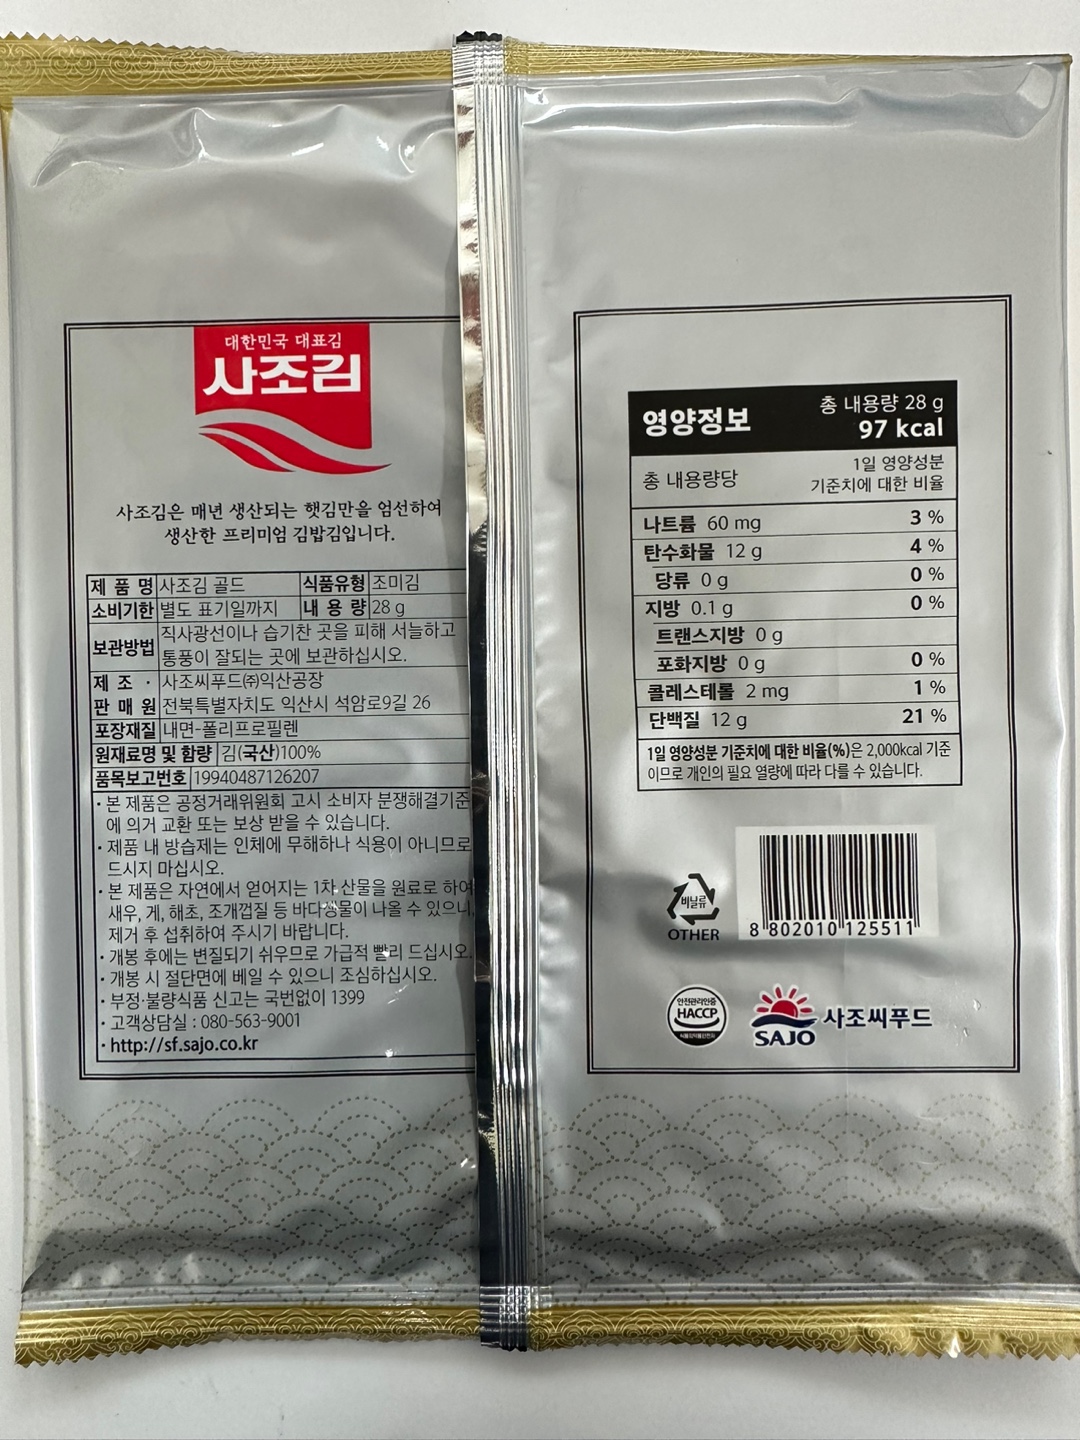 대한민국 대표김
사조김
사조김은 매년 생산되는 햇김만을 엄선하여
생산한 프리미엄 김밥김입니다.
제 품 명 사조김 골드 식품유형 조미김
소비기한 별도 표기일까지 내 용 량 28 g
보관방법 직사광선이나 습기찬 곳을 피해 서늘하고
통풍이 잘되는 곳에 보관하십시오.
제 조 · 사조씨푸드㈜익산공장
판 매 원 전북특별자치도 익산시 석암로9길 26
포장재질 내면-폴리프로필렌
원재료명 및 함량 김(국산)100%
품목보고번호 19940487126207
· 본 제품은 공정거래위원회 고시 소비자 분쟁해결기준
에 의거 교환 또는 보상 받을 수 있습니다.
· 제품 내 방습제는 인체에 무해하나 식용이 아니므로
드시지 마십시오.
· 본 제품은 자연에서 얻어지는 1차 산물을 원료로 하여
새우, 게, 해초, 조개껍질 등 바다생물이 나올 수 있으니,
제거 후 섭취하여 주시기 바랍니다.
· 개봉 후에는 변질되기 쉬우므로 가급적 빨리 드십시오.
· 개봉 시 절단면에 베일 수 있으니 조심하십시오.
· 부정·불량식품 신고는 국번없이 1399
· 고객상담실 : 080-563-9001
· http://sf.sajo.co.kr
영양정보 총 내용량 28 g
97 kcal
총 내용량당 1일 영양성분
기준치에 대한 비율
나트륨 60 mg 3 %
탄수화물 12 g 4 %
당류 0 g 0 %
지방 0.1 g 0 %
트랜스지방 0 g
포화지방 0 g 0 %
콜레스테롤 2 mg 1 %
단백질 12 g 21 %
1일 영양성분 기준치에 대한 비율(%)은 2,000kcal 기준
이므로 개인의 필요 열량에 따라 다를 수 있습니다.
비닐류
OTHER
8 802010 125511
안전관리인증
HACCP
SAJO 사조씨푸드